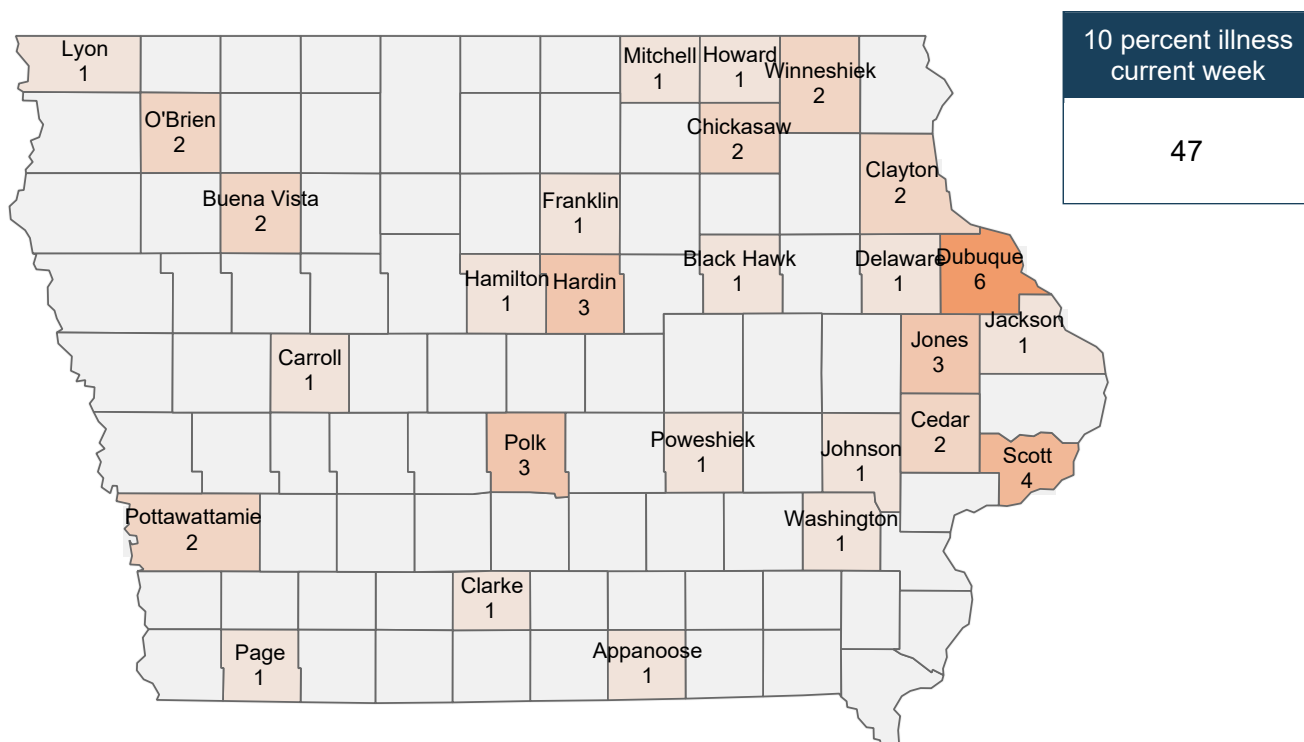 10 percent illness
current week
47
Lyon
1
Mitchell
1
Howard
1
Winneshiek
2
O'Brien
2
Chickasaw
2
Clayton
2
Buena Vista
2
Franklin
1
Hamilton
1
Hardin
3
Black Hawk
1
Delaware
1
Dubuque
6
Jackson
1
Jones
3
Carroll
1
Cedar
2
Polk
3
Poweshiek
1
Johnson
1
Scott
4
Pottawattamie
2
Washington
1
Clarke
1
Page
1
Appanoose
1